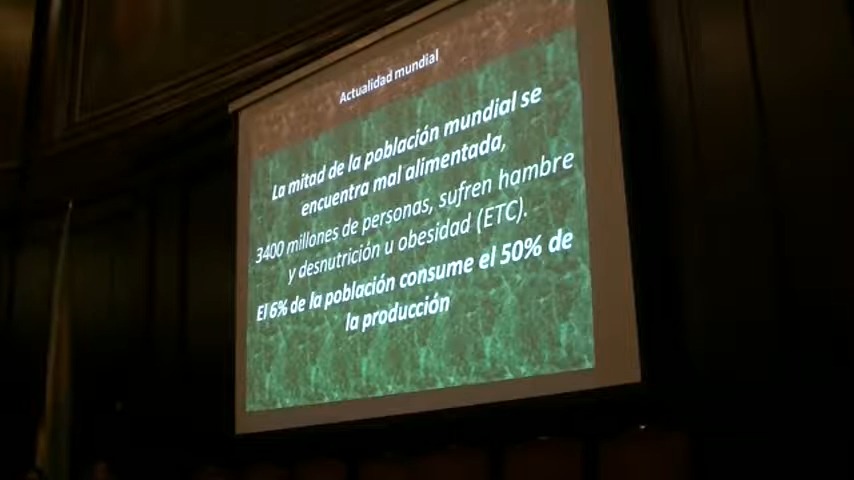 Actualidad mundial
La mitad de la población mundial se
encuentra mal alimentada,
3400 millones de personas, sufren hambre
y desnutrición u obesidad (ETC).
El 6% de la población consume el 50% de
la producción